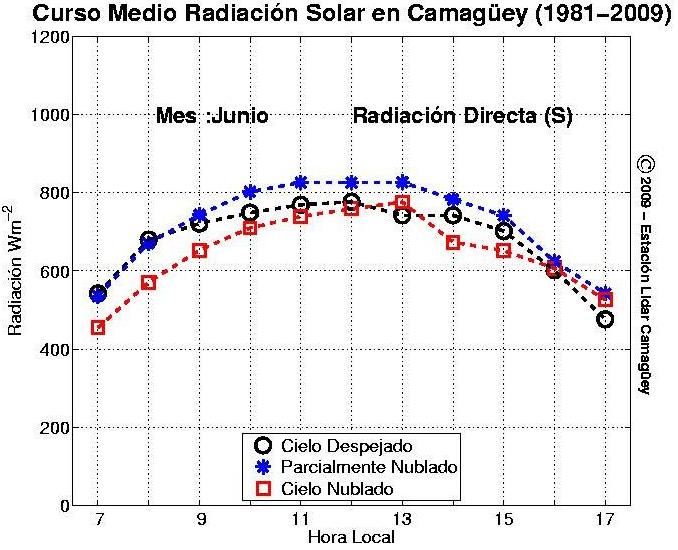 Curso Medio Radiación Solar en Camagüey (1981-2009)
1200
1000
800
600
400
200
0
Radiación Wm-2
Mes :Junio
Radiación Directa (S)
Cielo Despejado
Parcialmente Nublado
Cielo Nublado
7
9
11
13
15
17
Hora Local
© 2009 - Estación Lidar Camagüey